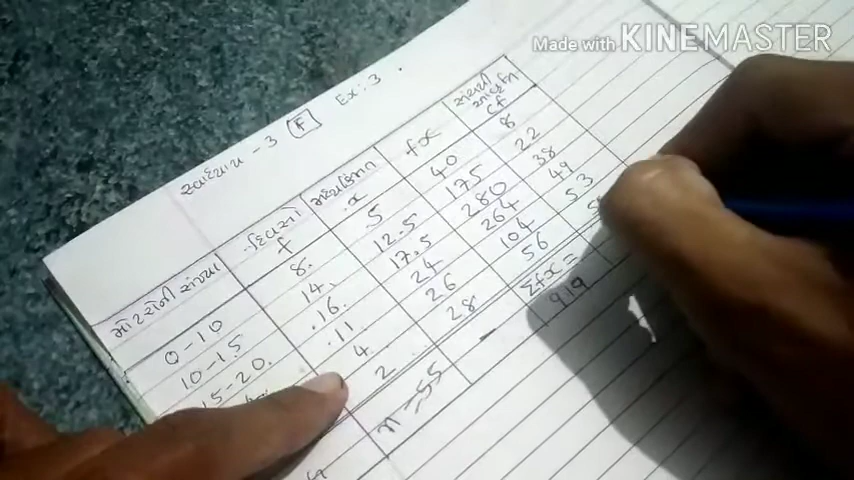 Made with KINEMASTER
સ્વાધ્યાય - 3 F Ex : 3.
મોટરોની સંખ્યા દિવસો f મધ્યકિંમત x fx સંચયી આવૃત્તિ cf
0-10 8. 5 40 8
10-15 14. 12.5 175 22
15-20. .16. 17.5 280 38
.11. 24 264 49
4 26 104 53
2 28 56
n = 55 Σfx = 919